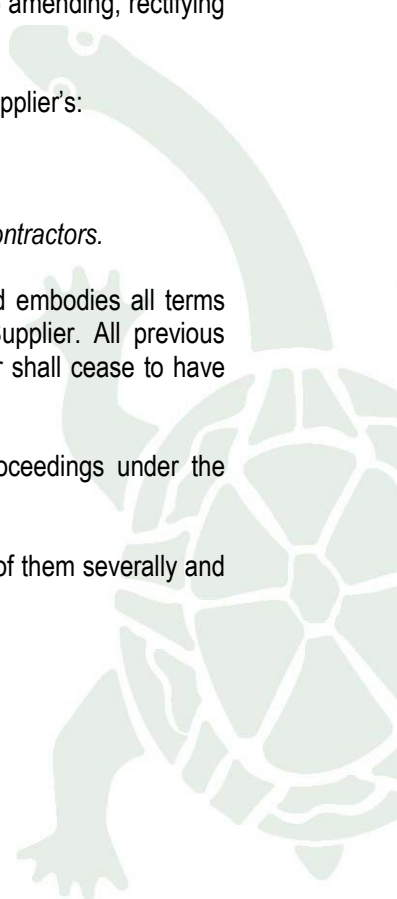 amending, rectifying
pplier's:
ontractors.
embodies all terms
upplier. All previous
shall cease to have
oceedings under the
of them severally and